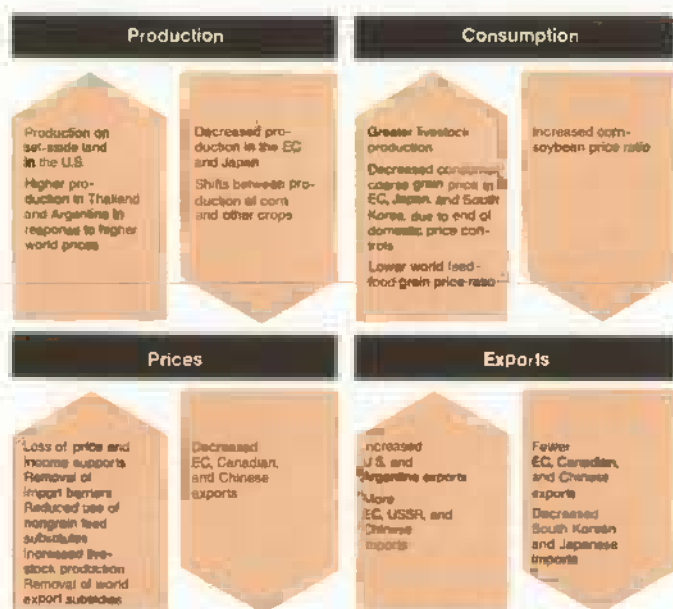 Production
Production on
set-aside land
in the U.S.
Higher pro-
duction in Thailand
and Argentina in
response to higher
world prices
Decreased pro-
duction in the EC
and Japan
Shifts between pro-
duction of corn
and other crops
Consumption
Greater livestock
production
Decreased consumer
coarse grain price in
EC, Japan, and South
Korea, due to end of
domestic price con-
trols
Lower world feed-
food-grain price ratio
Increased corn-
soybean price ratio
Prices
Loss of price and
income supports
Removal of
import barriers
Reduced use of
nongrain feed
substitutes
Increased live-
stock production
Removal of world
export subsidies
Decreased
EC, Canadian,
and Chinese
exports
Exports
Increased
U.S. and
Argentine exports
More
EC, USSR, and
Chinese
imports
Fewer
EC, Canadian,
and Chinese
exports
Decreased
South Korean
and Japanese
imports